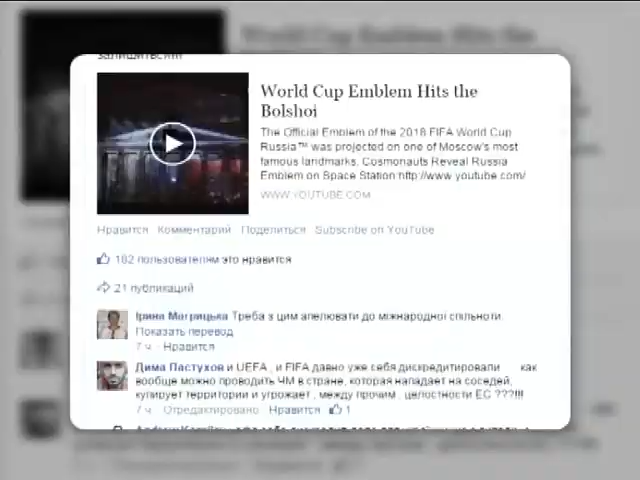 World Cup Emblem Hits the
Bolshoi
The Official Emblem of the 2018 FIFA World Cup
Russia™ was projected on one of Moscow's most
famous landmarks. Cosmonauts Reveal Russia
Emblem on Space Station http://www.youtube.com/
WWW.YOUTUBE.COM
Нравится Комментарий Поделиться Subscribe on YouTube
182 пользователям это нравится
21 публикаций
Ірина Магрицька Треба з цим апелювати до міжнародної спільноти.
Показать перевод
7 ч · Нравится
Дима Пастухов и UEFA , и FIFA давно уже себя дискредитировали как
вообще можно проводить ЧМ в стране, которая нападает на соседей,
купирует территории и угрожает , между прочим , целостности ЕС ???!!!
7 ч · Отредактировано · Нравится 1